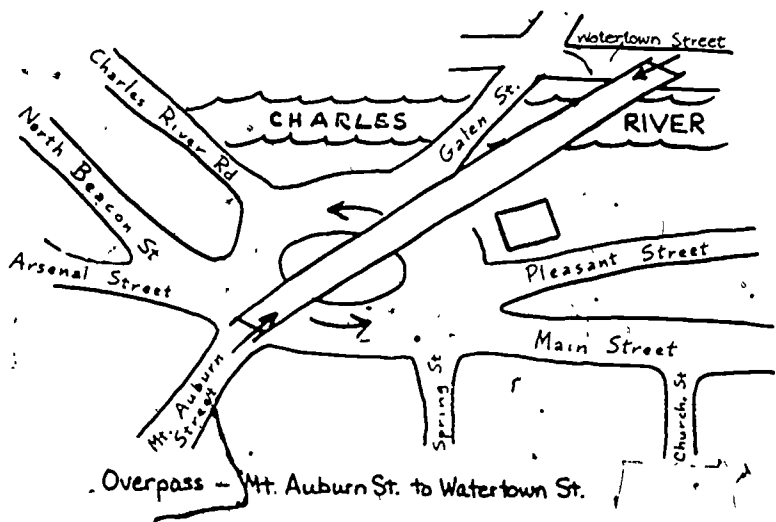 Watertown Street
Charles River Rd
CHARLES
Galen St.
RIVER
North Beacon St
Arsenal Street
Pleasant Street
Main Street
Mt. Auburn
Street
Spring St
Church St
Overpass - Mt. Auburn St. to Watertown St.